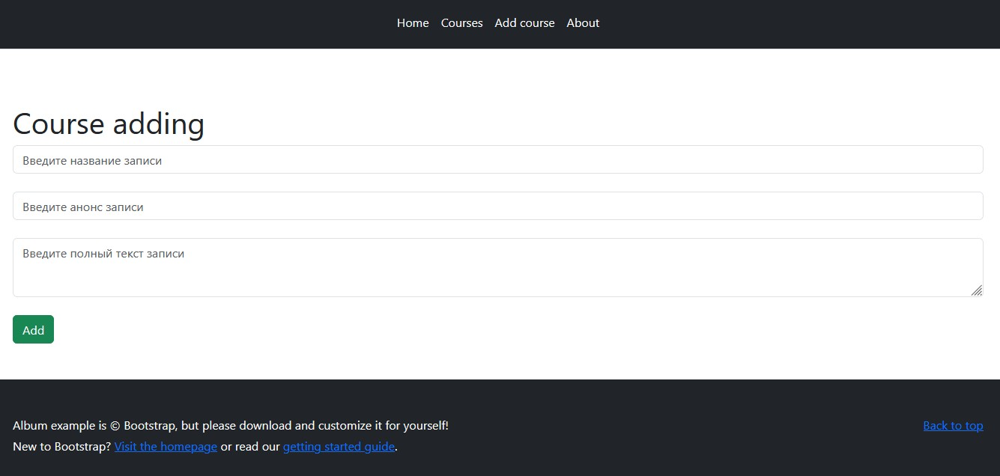 Home Courses Add course About
Course adding
Введите название записи
Введите анонс записи
Введите полный текст записи
Add
Album example is © Bootstrap, but please download and customize it for yourself! Back to top
New to Bootstrap? Visit the homepage or read our getting started guide.